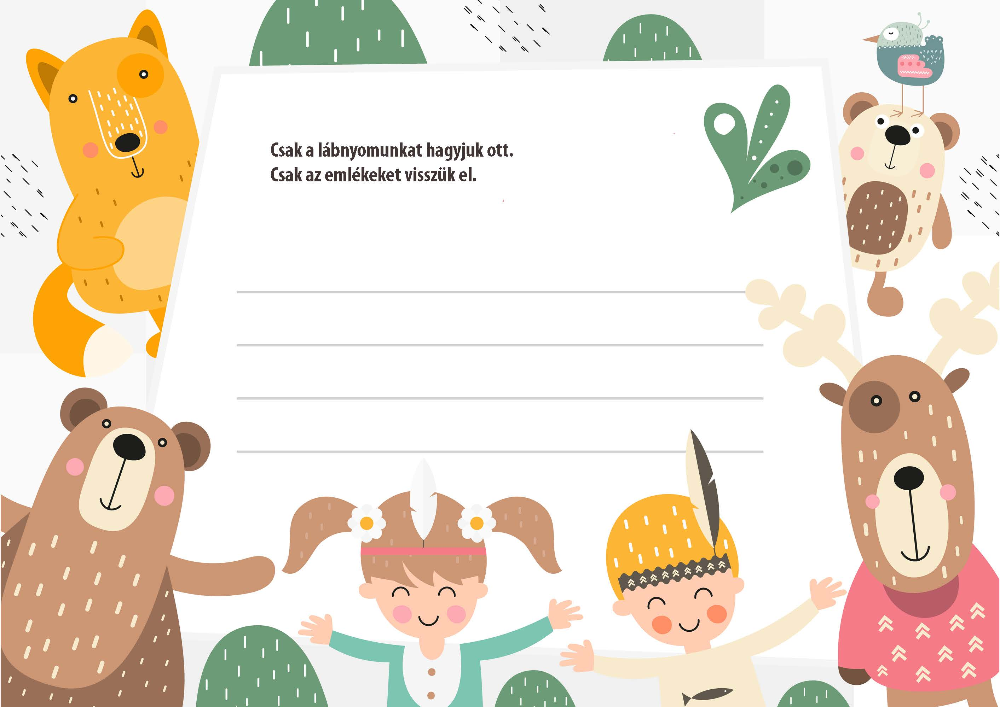 Csak a lábnyomunkat hagyjuk ott.
Csak az emlékeket visszük el.